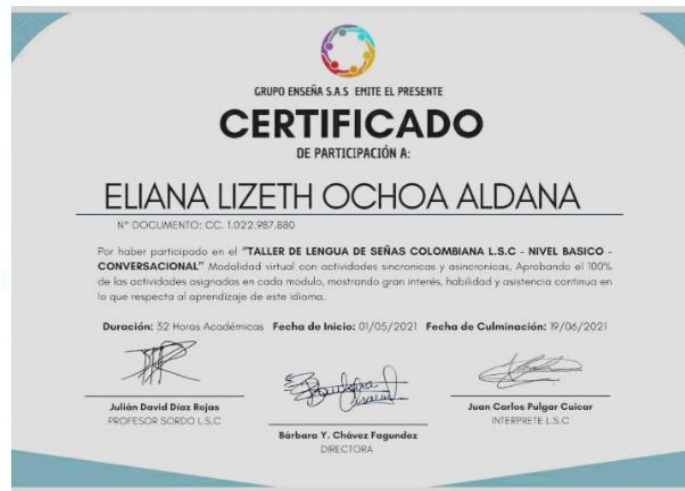 GRUPO ENSEÑA S.A.S EMITE EL PRESENTE
CERTIFICADO
DE PARTICIPACIÓN A:
ELIANA LIZETH OCHOA ALDANA
N° DOCUMENTO: CC. 1.022.987.880
Por haber participado en el "TALLER DE LENGUA DE SEÑAS COLOMBIANA L.S.C - NIVEL BASICO -
CONVERSACIONAL" Modalidad virtual con actividades sincronicas y asincronicas, Aprobando el 100%
de las actividades asignadas en cada modulo, mostrando gran interés, habilidad y asistencia continua en
lo que respecta al aprendizaje de este idioma.
Duración: 32 Horas Académicas Fecha de Inicio: 01/05/2021 Fecha de Culminación: 19/06/2021
Julián David Díaz Rojas
PROFESOR SORDO L.S.C
Bárbara Y. Chávez Fagundez
DIRECTORA
Juan Carlos Pulgar Cuicar
INTERPRETE L.S.C